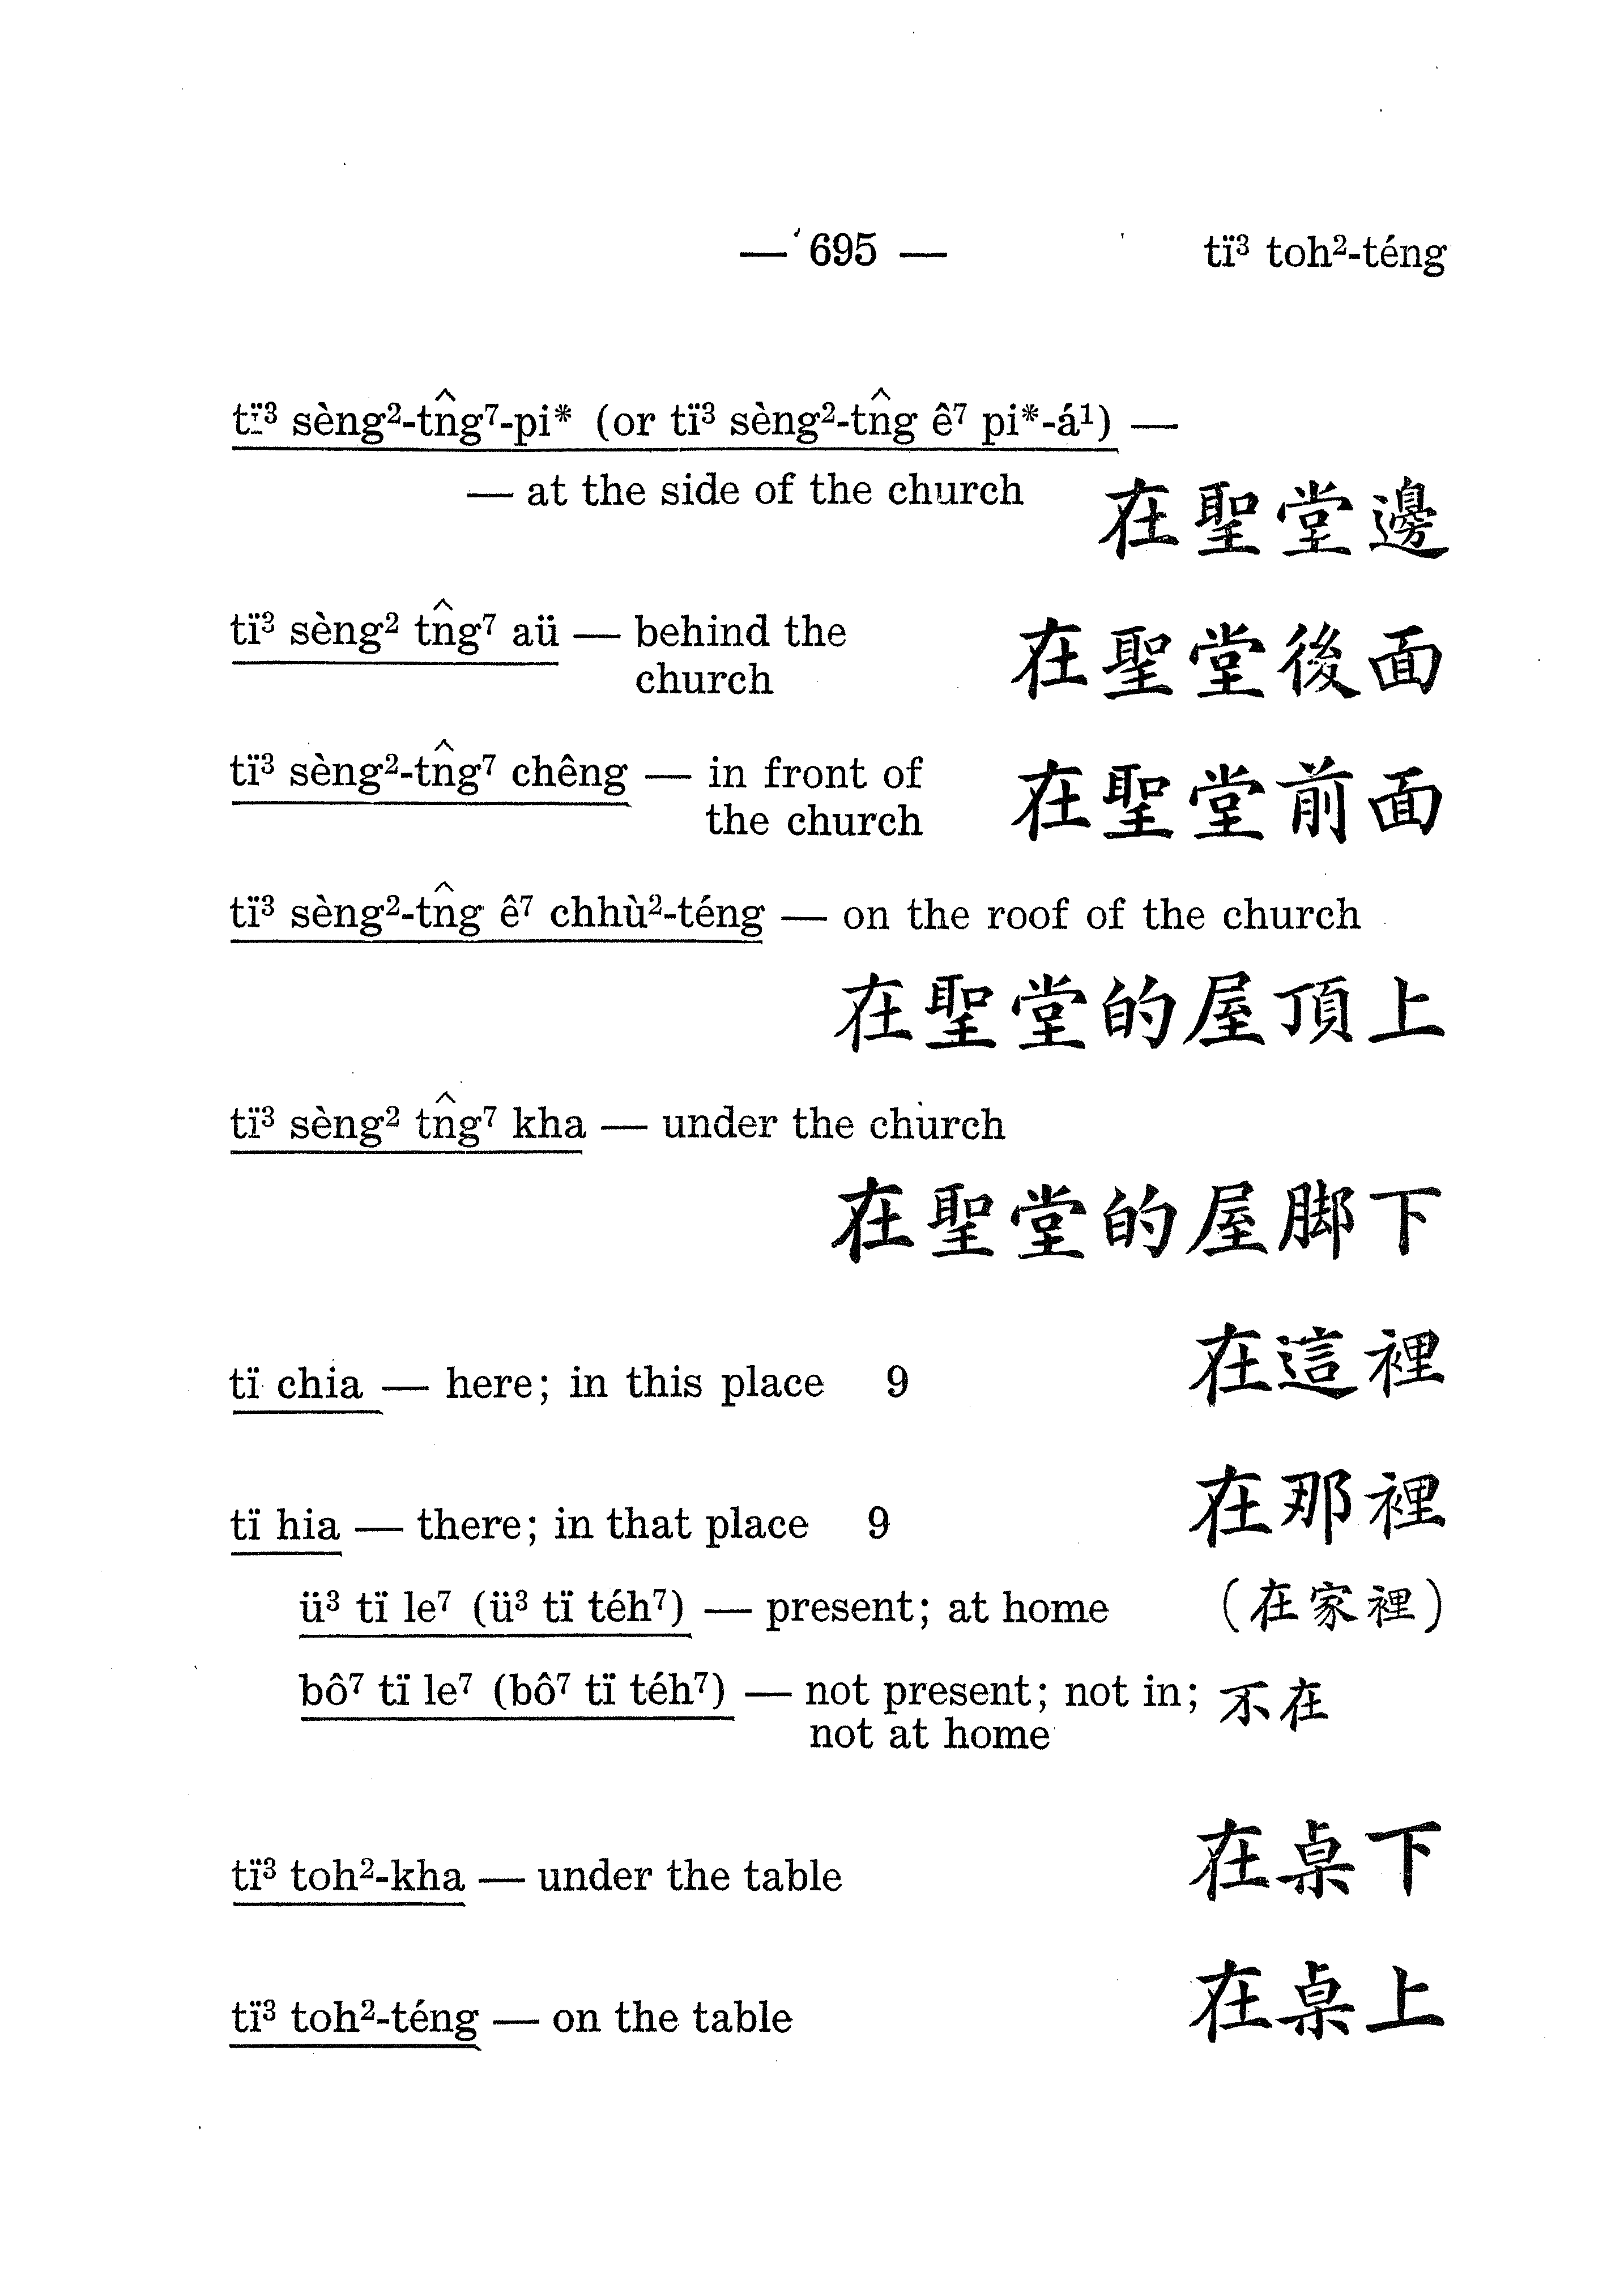 — 695 — tï³ toh²-téng
tï³ sèng²-tn̂g⁷-pi* (or tï³ sèng²-tn̂g ê⁷ pi*-á¹) —
— at the side of the church 在聖堂邊
tï³ sèng² tn̂g⁷ aü — behind the 在聖堂後面
church
tï³ sèng²-tn̂g⁷ chêng — in front of 在聖堂前面
the church
tï³ sèng²-tn̂g ê⁷ chhù²-téng — on the roof of the church
在聖堂的屋頂上
tï³ sèng² tn̂g⁷ kha — under the church
在聖堂的屋脚下
tï chia — here; in this place 9 在這裡
tï hia — there; in that place 9 在那裡
ü³ tï le⁷ (ü³ tï téh⁷) — present; at home (在家裡)
bô⁷ tï le⁷ (bô⁷ tï téh⁷) — not present; not in; 不在
not at home
tï³ toh²-kha — under the table 在桌下
tï³ toh²-téng — on the table 在桌上